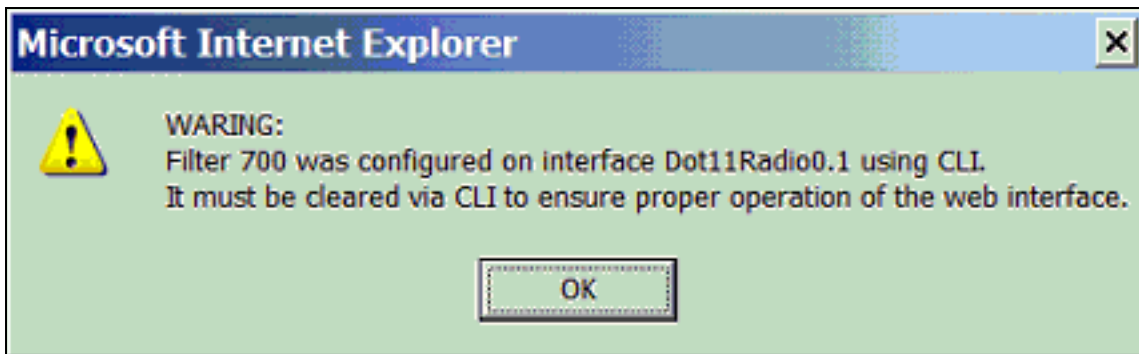 Microsoft Internet Explorer
WARING:
Filter 700 was configured on interface Dot11Radio0.1 using CLI.
It must be cleared via CLI to ensure proper operation of the web interface.
OK